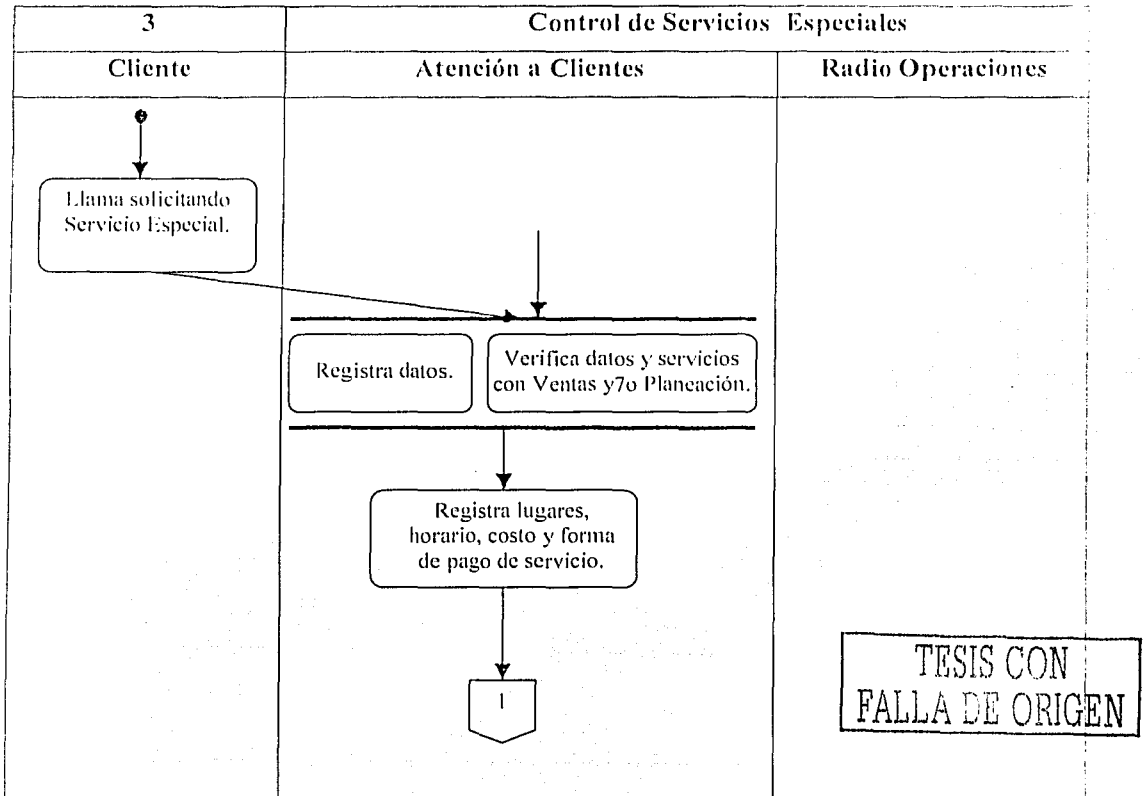 3
Control de Servicios Especiales
Cliente
Atención a Clientes
Radio Operaciones
Llama solicitando
Servicio Especial.
Registra datos.
Verifica datos y servicios
con Ventas y7o Planeación.
Registra lugares,
horario, costo y forma
de pago de servicio.
1
TESIS CON
FALLA DE ORIGEN